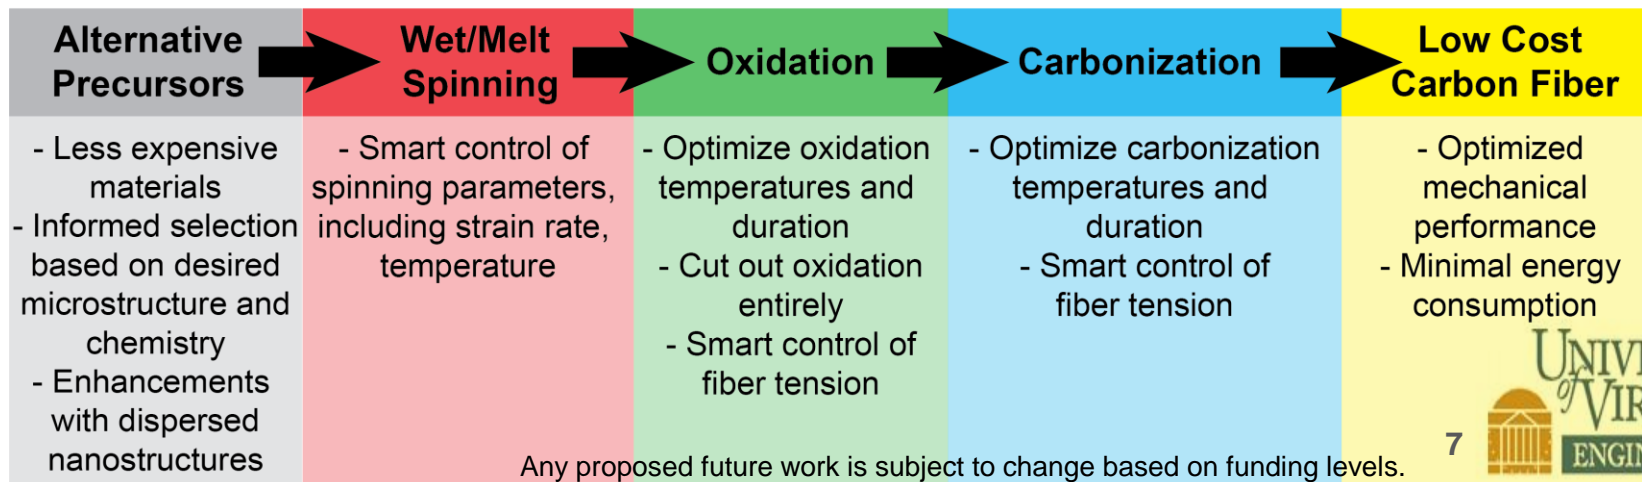 Alternative
Precursors
- Less expensive
materials
- Informed selection
based on desired
microstructure and
chemistry
- Enhancements
with dispersed
nanostructures
Wet/Melt
Spinning
- Smart control of
spinning parameters,
including strain rate,
temperature
Oxidation
- Optimize oxidation
temperatures and
duration
- Cut out oxidation
entirely
- Smart control of
fiber tension
Carbonization
- Optimize carbonization
temperatures and
duration
- Smart control of
fiber tension
Low Cost
Carbon Fiber
- Optimized
mechanical
performance
- Minimal energy
consumption
of
Any proposed future work is subject to change based on funding levels.
7